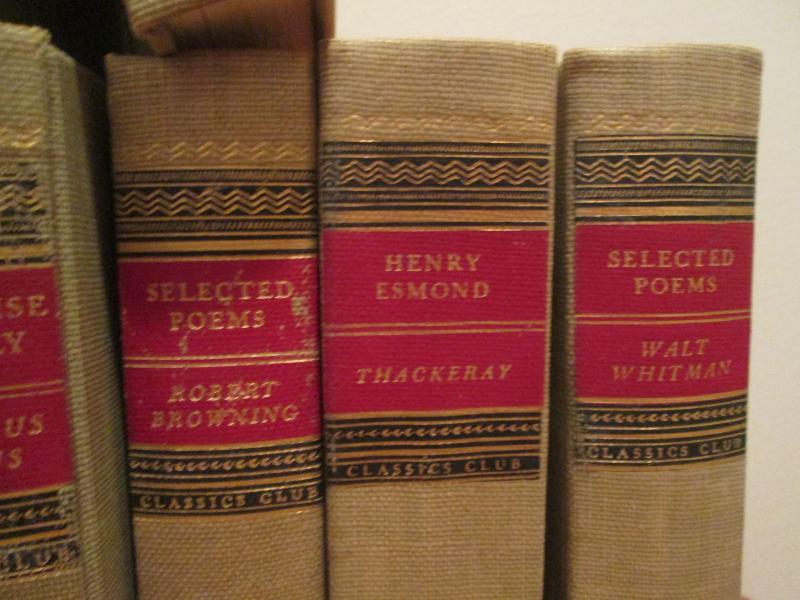 SELECTED
POEMS
ROBERT
BROWNING
CLASSICS CLUB
HENRY
ESMOND
THACKERAY
CLASSICS CLUB
SELECTED
POEMS
WALT
WHITMAN
CLASSICS CLUB